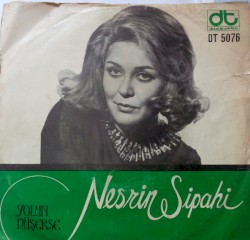 dt
DT 5076
YOLUN
DÜŞERSE
Nesrin Sipahi